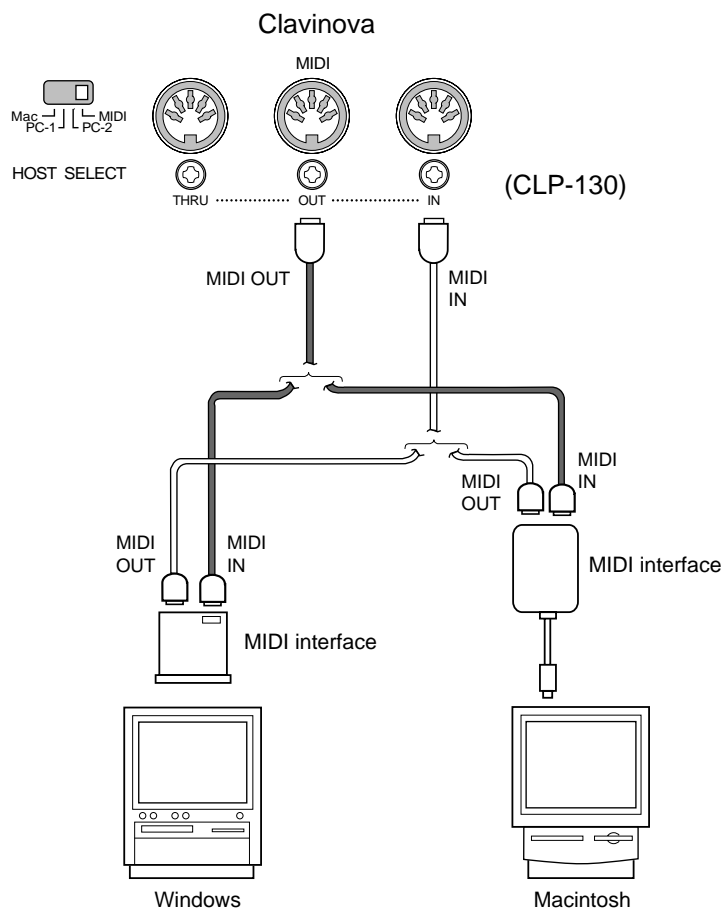 Clavinova
MIDI
Mac
MIDI
PC-1
PC-2
HOST SELECT
THRU
OUT
IN
(CLP-130)
MIDI OUT
MIDI
IN
MIDI
OUT
MIDI
IN
MIDI
OUT
MIDI
IN
MIDI interface
MIDI interface
Windows
Macintosh